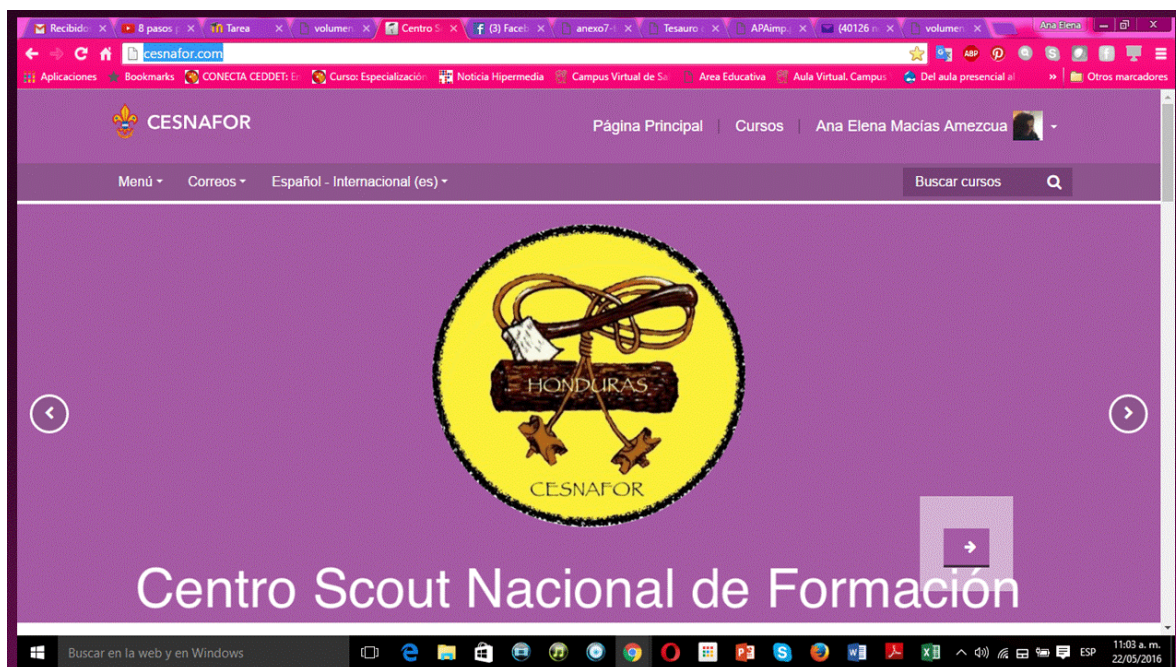 Recibido
8 pasos p
Tarea
volumen
Centro S
(3) Faceb
anexo7-t
Tesauro
APAimp.
(40126 n
volumen
Ana Elena
cesnafor.com
Aplicaciones
Bookmarks
CONECTA CEDDET: E
Curso: Especialización
Noticia Hipermedia
Campus Virtual de Sa
Area Educativa
Aula Virtual. Campus
Del aula presencial al
»
Otros marcadores
CESNAFOR
Página Principal | Cursos | Ana Elena Macías Amezcua
Menú
Correos
Español - Internacional (es)
Buscar cursos
HONDURAS
CESNAFOR
Centro Scout Nacional de Formación
Buscar en la web y en Windows
ESP
11:03 a. m.
22/05/2016